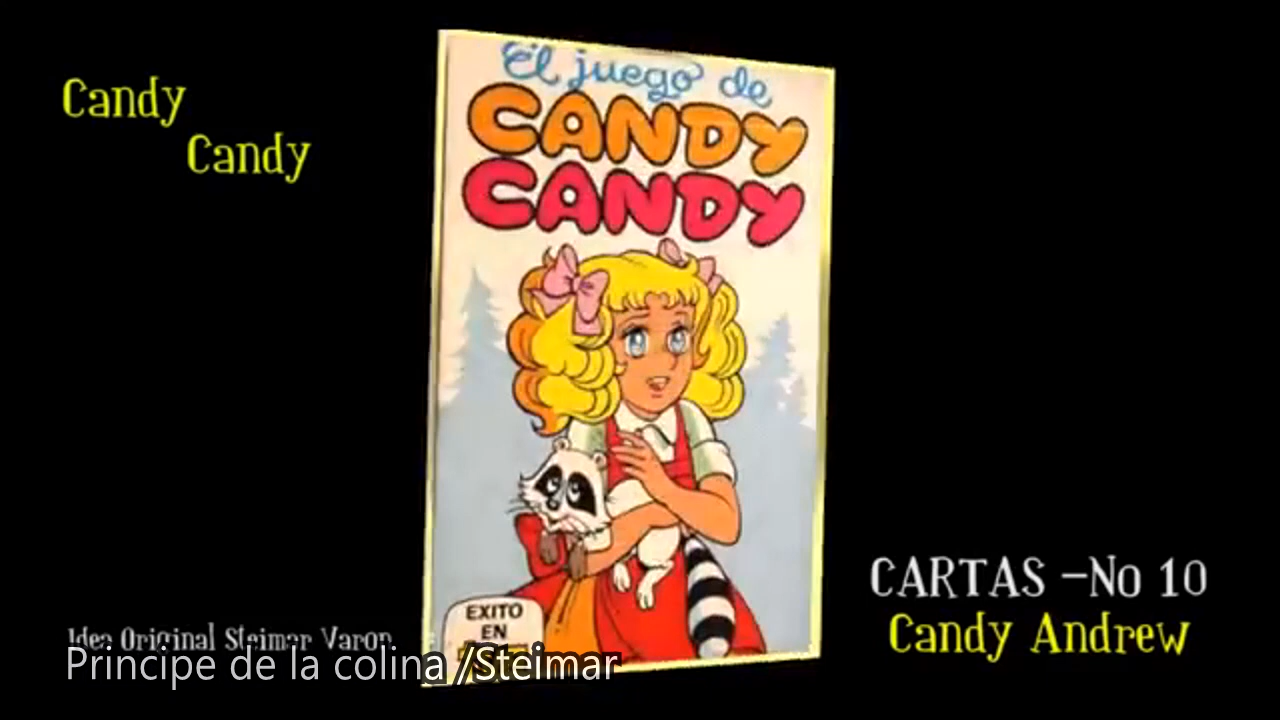 Candy
Candy
El juego de
CANDY
CANDY
EXITO
EN
CARTAS -No 10
Candy Andrew
Idea Original Steimar Varon
Principe de la colina /Steimar